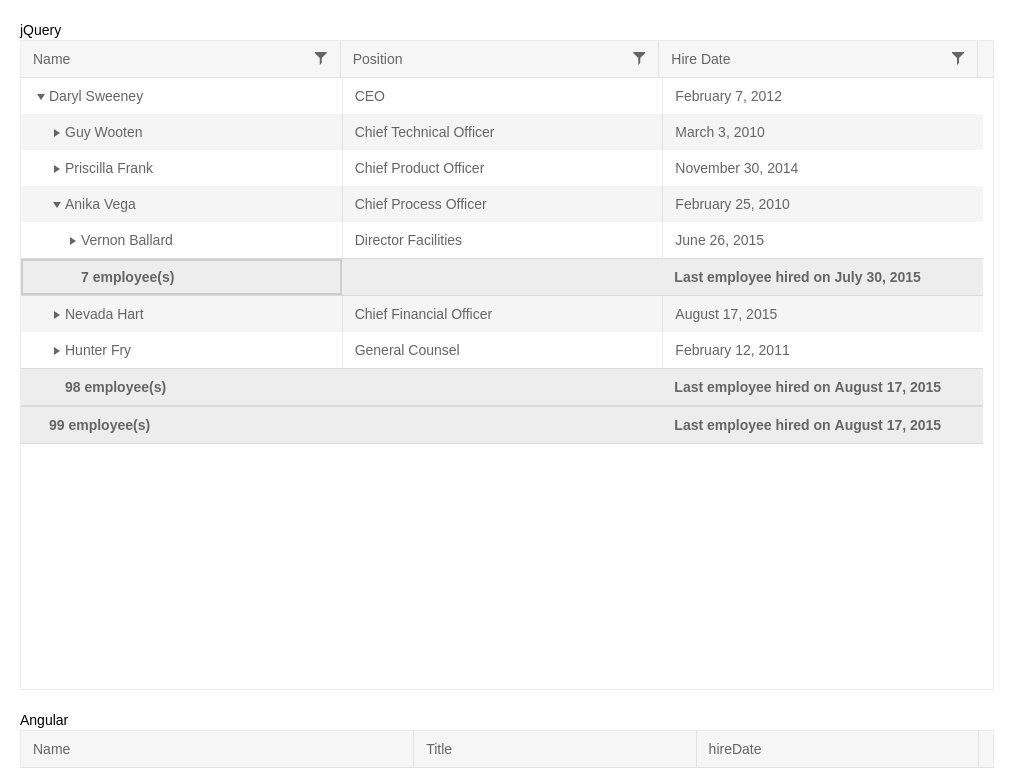 jQuery
Name Position Hire Date
Daryl Sweeney CEO February 7, 2012
Guy Wooten Chief Technical Officer March 3, 2010
Priscilla Frank Chief Product Officer November 30, 2014
Anika Vega Chief Process Officer February 25, 2010
Vernon Ballard Director Facilities June 26, 2015
7 employee(s) Last employee hired on July 30, 2015
Nevada Hart Chief Financial Officer August 17, 2015
Hunter Fry General Counsel February 12, 2011
98 employee(s) Last employee hired on August 17, 2015
99 employee(s) Last employee hired on August 17, 2015
Angular
Name Title hireDate